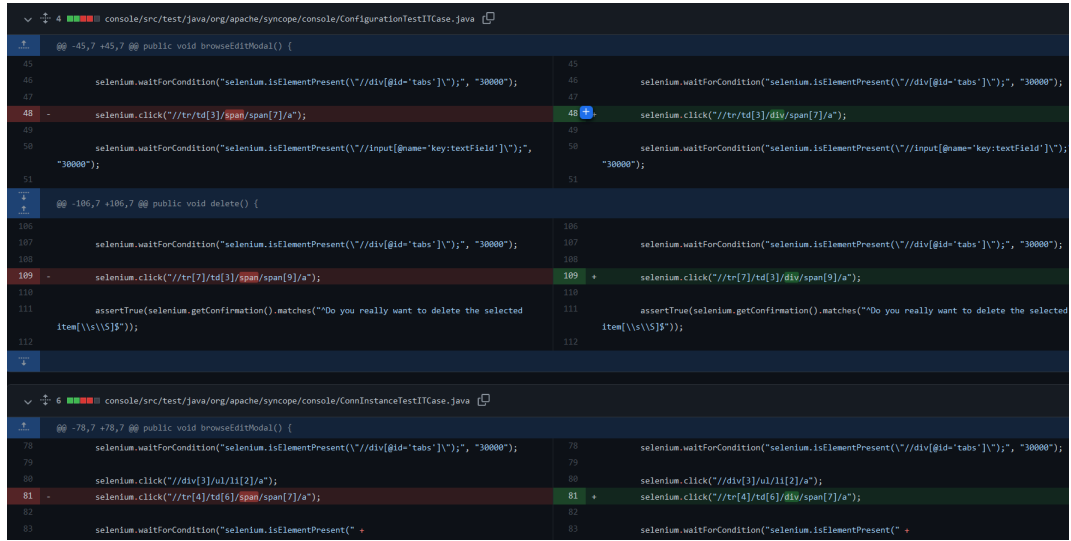 4 console/src/test/java/org/apache/syncope/console/ConfigurationTestITCase.java
@@ -45,7 +45,7 @@ public void browseEditModal() {
45 45
46 selenium.waitForCondition("selenium.isElementPresent(\"//div[@id='tabs']\");", "30000"); 46 selenium.waitForCondition("selenium.isElementPresent(\"//div[@id='tabs']\");", "30000");
47 47
48 - selenium.click("//tr/td[3]/span/span[7]/a"); 48 + selenium.click("//tr/td[3]/div/span[7]/a");
49 49
50 selenium.waitForCondition("selenium.isElementPresent(\"//input[@name='key:textField']\");", 50 selenium.waitForCondition("selenium.isElementPresent(\"//input[@name='key:textField']\");
"30000"); "30000");
51 51
@@ -106,7 +106,7 @@ public void delete() {
106 106
107 selenium.waitForCondition("selenium.isElementPresent(\"//div[@id='tabs']\");", "30000"); 107 selenium.waitForCondition("selenium.isElementPresent(\"//div[@id='tabs']\");", "30000");
108 108
109 - selenium.click("//tr[7]/td[3]/span/span[9]/a"); 109 + selenium.click("//tr[7]/td[3]/div/span[9]/a");
110 110
111 assertTrue(selenium.getConfirmation().matches("^Do you really want to delete the selected 111 assertTrue(selenium.getConfirmation().matches("^Do you really want to delete the selected
item[\\s\\S]$")); item[\\s\\S]$"));
112 112
6 console/src/test/java/org/apache/syncope/console/ConnInstanceTestITCase.java
@@ -78,7 +78,7 @@ public void browseEditModal() {
78 selenium.waitForCondition("selenium.isElementPresent(\"//div[@id='tabs']\");", "30000"); 78 selenium.waitForCondition("selenium.isElementPresent(\"//div[@id='tabs']\");", "30000");
79 79
80 selenium.click("//div[3]/ul/li[2]/a"); 80 selenium.click("//div[3]/ul/li[2]/a");
81 - selenium.click("//tr[4]/td[6]/span/span[7]/a"); 81 + selenium.click("//tr[4]/td[6]/div/span[7]/a");
82 82
83 selenium.waitForCondition("selenium.isElementPresent(" + 83 selenium.waitForCondition("selenium.isElementPresent(" +